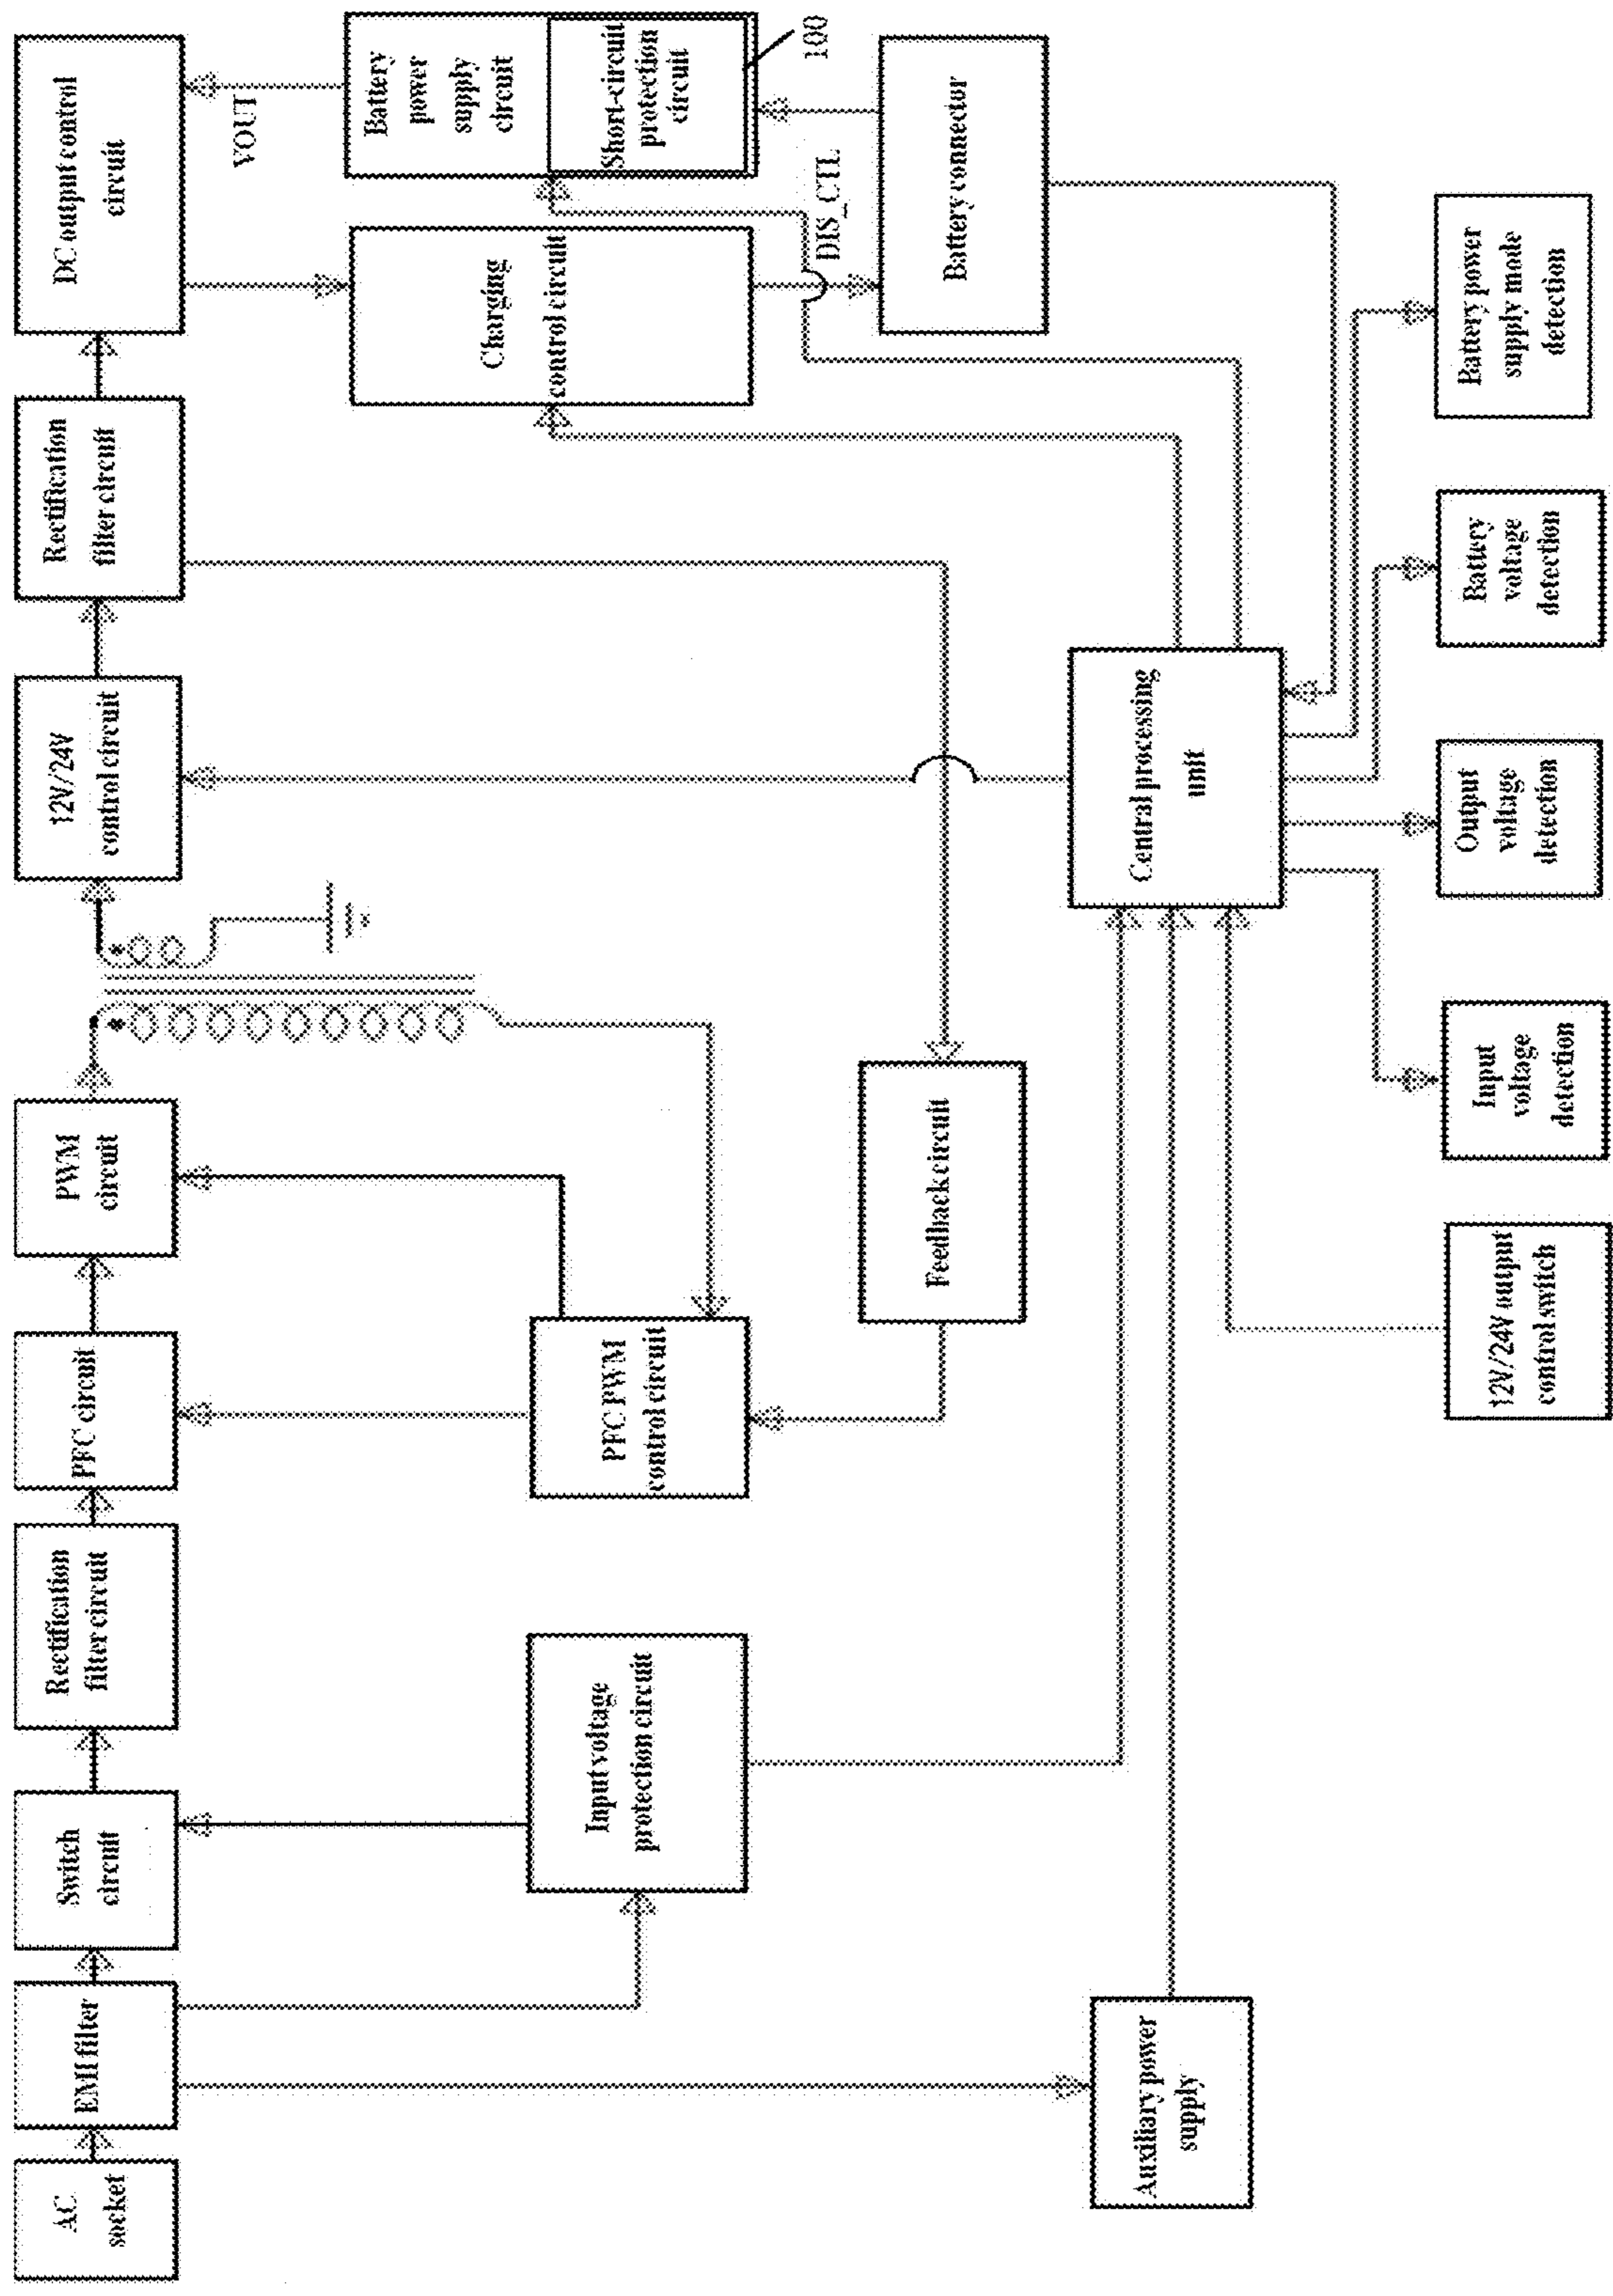 AC
socket
EMI filter
Switch
circuit
Rectification
filter circuit
PFC circuit
PWM
circuit
12V/24V
control circuit
Rectification
filter circuit
DC output control
circuit
VOUT
Input voltage
protection circuit
PFC PWM
control circuit
Charging
control circuit
Battery
power
supply
circuit
Short-circuit
protection
circuit
100
DIS_CTL
Feedback circuit
Battery connector
Auxiliary power
supply
Central processing
unit
12V/24V output
control switch
Input
voltage
detection
Output
voltage
detection
Battery
voltage
detection
Battery power
supply mode
detection